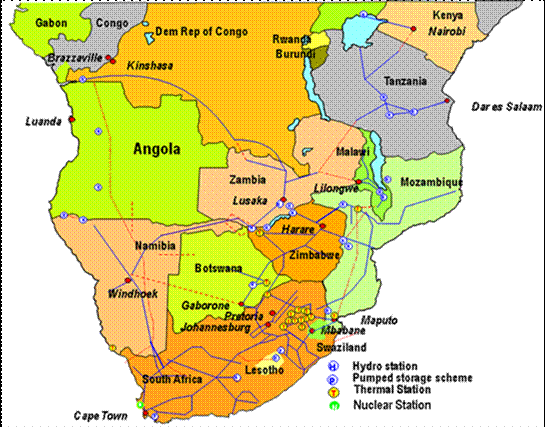 Gabon
Congo
Dem Rep of Congo
Kenya
Nairobi
Rwanda
Burundi
Brazzaville
Kinshasa
Tanzania
Dar es Salaam
Luanda
Angola
Malawi
Zambia
Lilongwe
Mozambique
Lusaka
Harare
Namibia
Zimbabwe
Botswana
Windhoek
Gaborone
Pretoria
Johannesburg
Maputo
Mbabane
Swaziland
Lesotho
South Africa
Cape Town
H Hydro station
P Pumped storage scheme
T Thermal Station
Nuclear Station